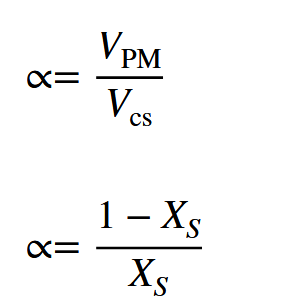 ∝= V_PM / V_cs
∝= 1 − X_S / X_S